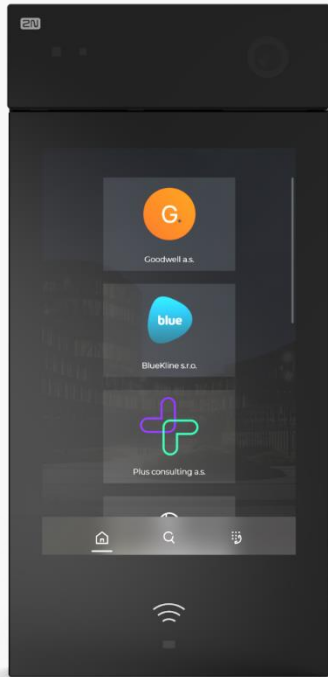 2N
G.
Goodwell a.s.
blue
BlueKline s.r.o.
Plus consulting a.s.